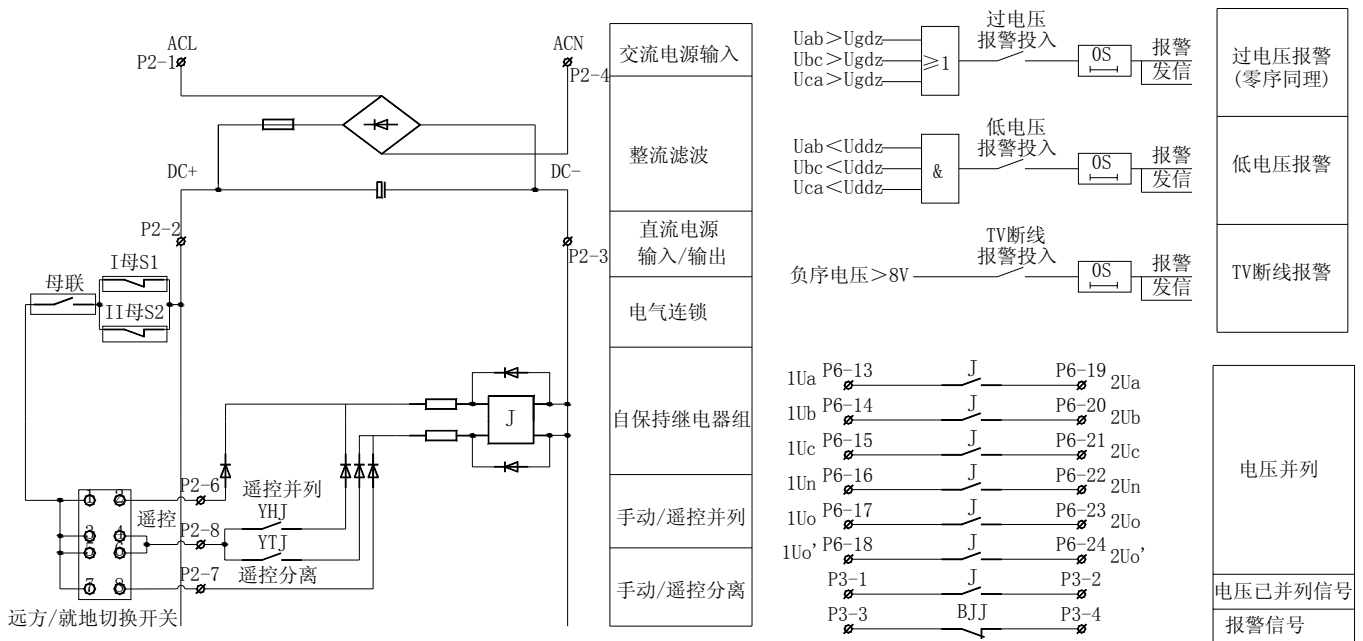 ACL
P2-1
ACN
P2-4
DC+
DC-
P2-2
P2-3
I母S1
母联
II母S2
J
P2-6
遥控并列
1 2
遥控
YHJ
3 4
P2-8
5 6
YTJ
遥控分离
7 8
P2-7
远方/就地切换开关
交流电源输入
整流滤波
直流电源
输入/输出
电气连锁
自保持继电器组
手动/遥控并列
手动/遥控分离
Uab>Ugdz
Ubc>Ugdz
Uca>Ugdz
≥1
过电压
报警投入
0S
报警
发信
过电压报警
(零序同理)
Uab<Uddz
Ubc<Uddz
Uca<Uddz
&
低电压
报警投入
0S
报警
发信
低电压报警
负序电压>8V
TV断线
报警投入
0S
报警
发信
TV断线报警
1Ua P6-13 J P6-19 2Ua
1Ub P6-14 J P6-20 2Ub
1Uc P6-15 J P6-21 2Uc
1Un P6-16 J P6-22 2Un
1Uo P6-17 J P6-23 2Uo
1Uo' P6-18 J P6-24 2Uo'
P3-1 J P3-2
P3-3 BJJ P3-4
电压并列
电压已并列信号
报警信号